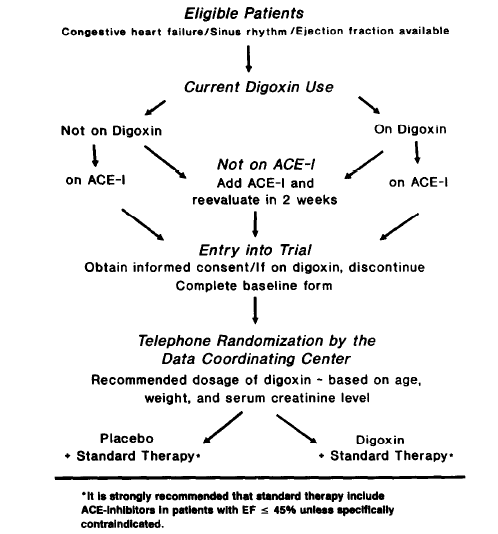 Eligible Patients
Congestive heart failure/Sinus rhythm/Ejection fraction available
Current Digoxin Use
Not on Digoxin
On Digoxin
on ACE-I
Not on ACE-I
Add ACE-I and
reevaluate in 2 weeks
on ACE-I
Entry into Trial
Obtain informed consent/If on digoxin, discontinue
Complete baseline form
Telephone Randomization by the
Data Coordinating Center
Recommended dosage of digoxin ~ based on age,
weight, and serum creatinine level
Placebo
+ Standard Therapy*
Digoxin
+ Standard Therapy*
*It is strongly recommended that standard therapy include
ACE-Inhibitors in patients with EF ≤ 45% unless specifically
contraindicated.